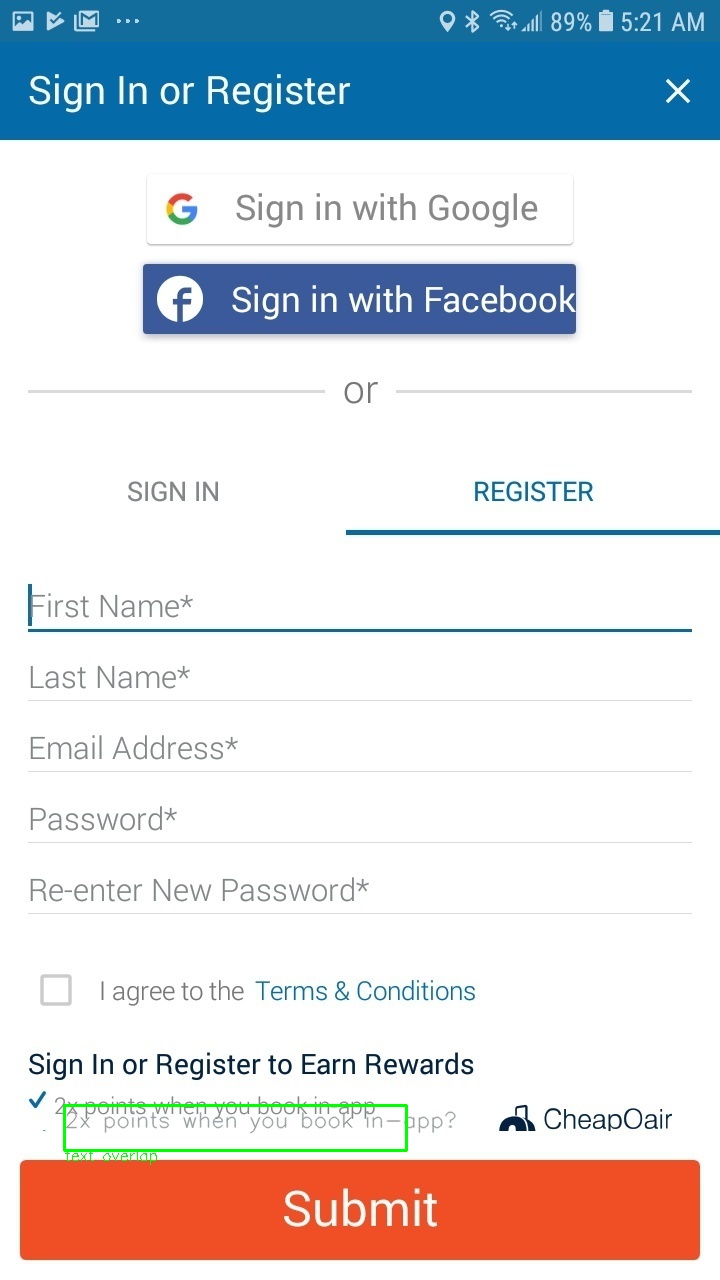 89% 5:21 AM
Sign In or Register
Sign in with Google
Sign in with Facebook
or
SIGN IN REGISTER
First Name*
Last Name*
Email Address*
Password*
Re-enter New Password*
I agree to the Terms & Conditions
Sign In or Register to Earn Rewards
2x points when you book in-app
2x points when you book in-app?
CheapOair
text overlap
Submit